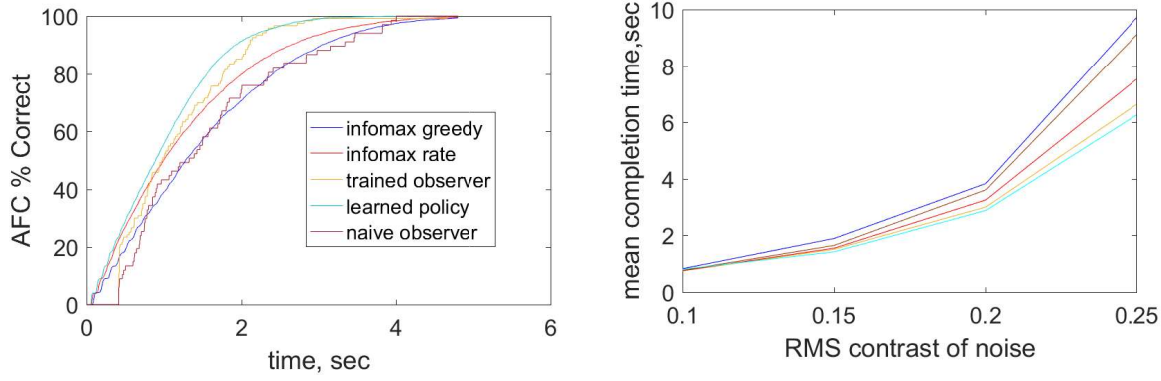 100
80
60
40
20
0
AFC % Correct
infomax greedy
infomax rate
trained observer
learned policy
naive observer
0
2
4
6
time, sec
10
8
6
4
2
0
mean completion time,sec
0.1
0.15
0.2
0.25
RMS contrast of noise